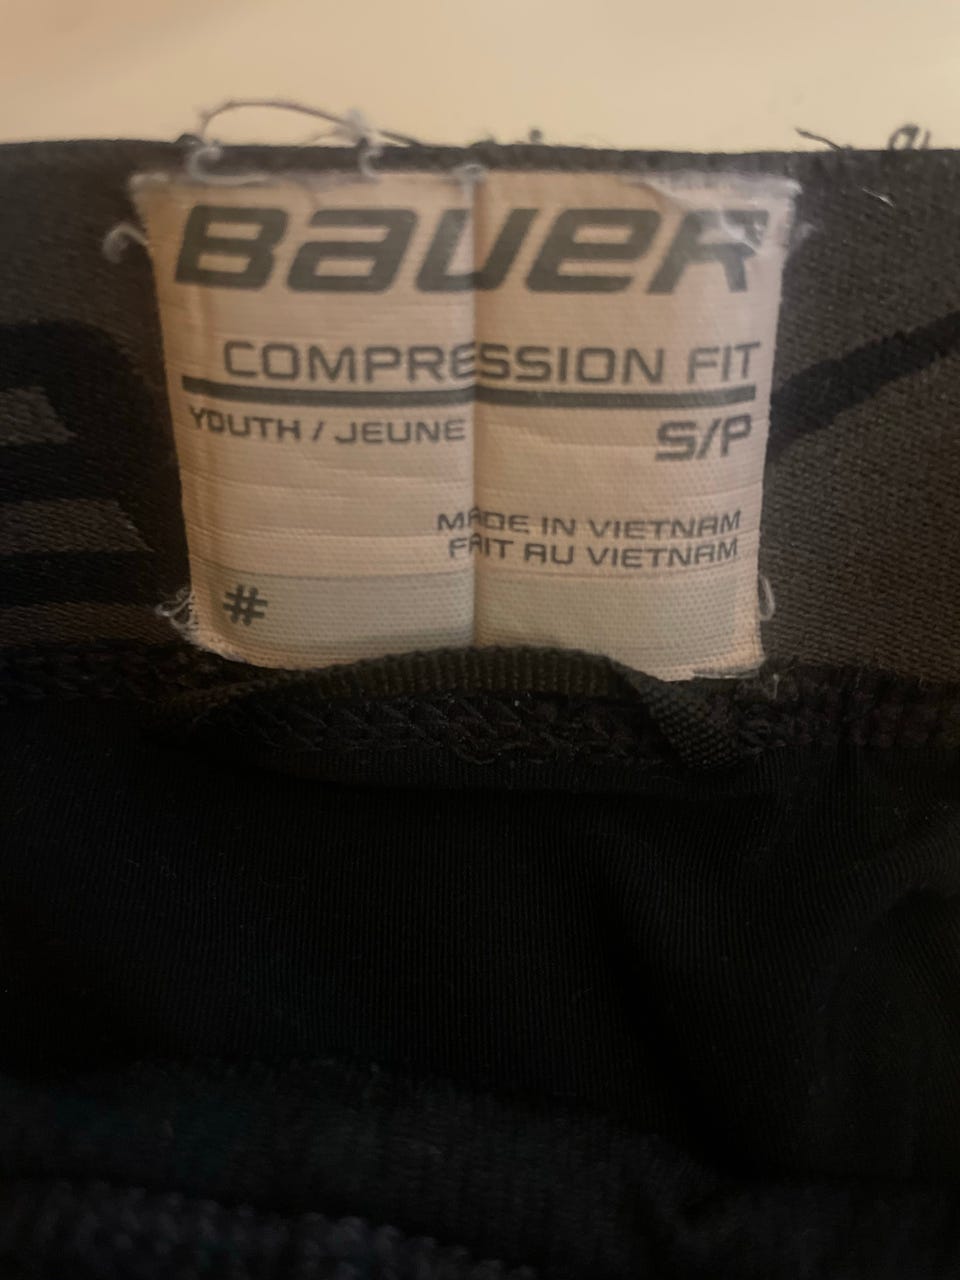 BAUER
COMPRESSION FIT
YOUTH / JEUNE S/P
MADE IN VIETNAM
FAIT AU VIETNAM
#